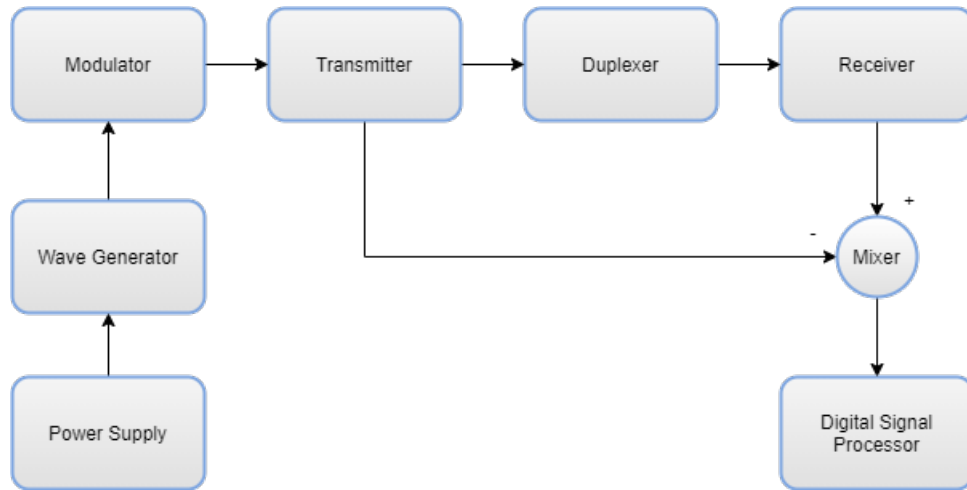 Modulator
Transmitter
Duplexer
Receiver
+
-
Wave Generator
Mixer
Power Supply
Digital Signal
Processor